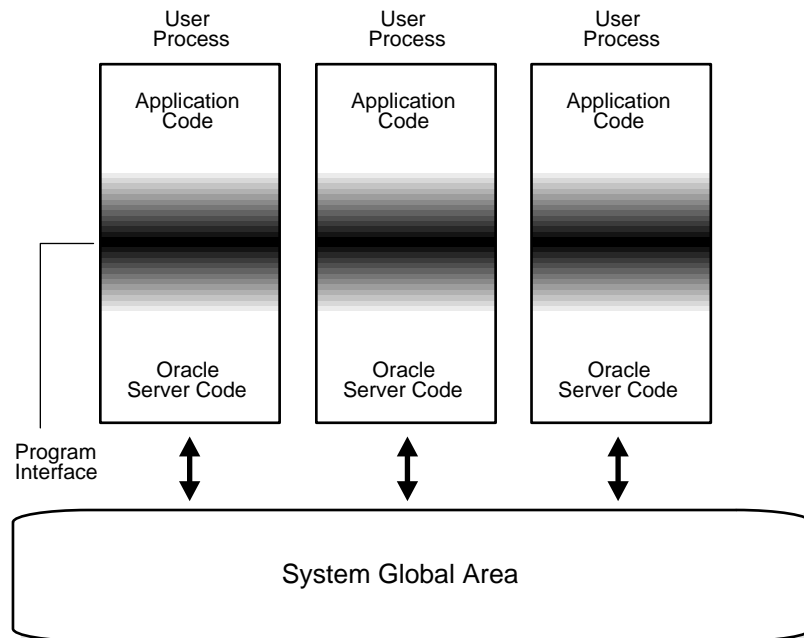 User
Process
User
Process
User
Process
Application
Code
Application
Code
Application
Code
Oracle
Server Code
Oracle
Server Code
Oracle
Server Code
Program
Interface
System Global Area